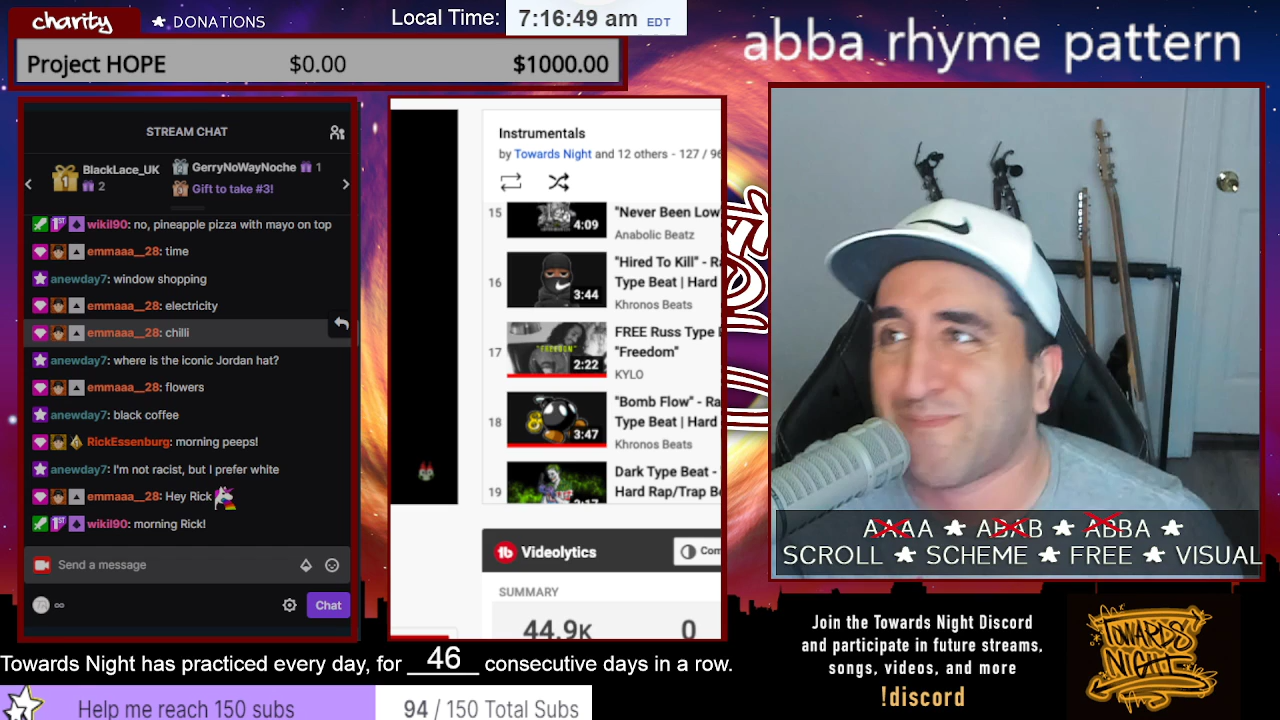 charity
DONATIONS
Local Time: 7:16:49 am EDT
abba rhyme pattern
Project HOPE $0.00 $1000.00
STREAM CHAT
BlackLace_UK
2
GerryNoWayNoche 1
Gift to take #3!
wikil90: no, pineapple pizza with mayo on top
emmaaa__28: time
anewday7: window shopping
emmaaa__28: electricity
emmaaa__28: chilli
anewday7: where is the iconic Jordan hat?
emmaaa__28: flowers
anewday7: black coffee
RickEssenburg: morning peeps!
anewday7: I'm not racist, but I prefer white
emmaaa__28: Hey Rick
wikil90: morning Rick!
Send a message
Chat
Instrumentals
by Towards Night and 12 others - 127 / 96
15
4:09
"Never Been Low
Anabolic Beatz
16
3:44
"Hired To Kill" - Ra
Type Beat | Hard
Khronos Beats
17
"FREEDOM"
2:22
FREE Russ Type
"Freedom"
KYLO
18
3:47
"Bomb Flow" - Ra
Type Beat | Hard
Khronos Beats
19
Dark Type Beat -
Hard Rap/Trap Be
tb Videolytics
Com
SUMMARY
44.9K 0
AAAA ABAB ABBA
SCROLL SCHEME FREE VISUAL
Join the Towards Night Discord
and participate in future streams,
songs, videos, and more
!discord
TOWARDS
NIGHT
Towards Night has practiced every day, for 46 consecutive days in a row.
Help me reach 150 subs
94 / 150 Total Subs